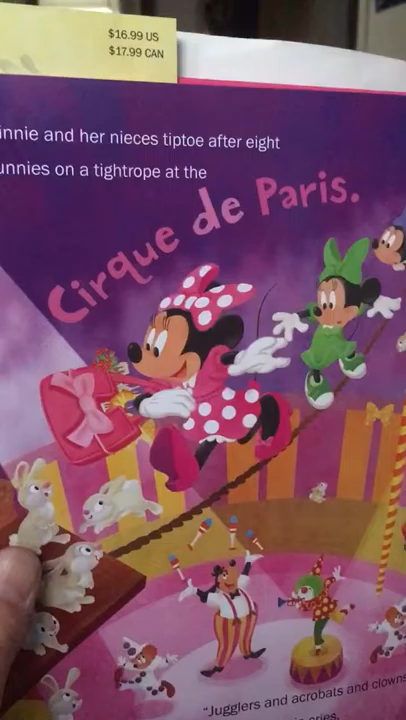 $16.99 US
$17.99 CAN
innie and her nieces tiptoe after eight
unnies on a tightrope at the
Cirque de Paris.
"Jugglers and acrobats and clowns
cries.